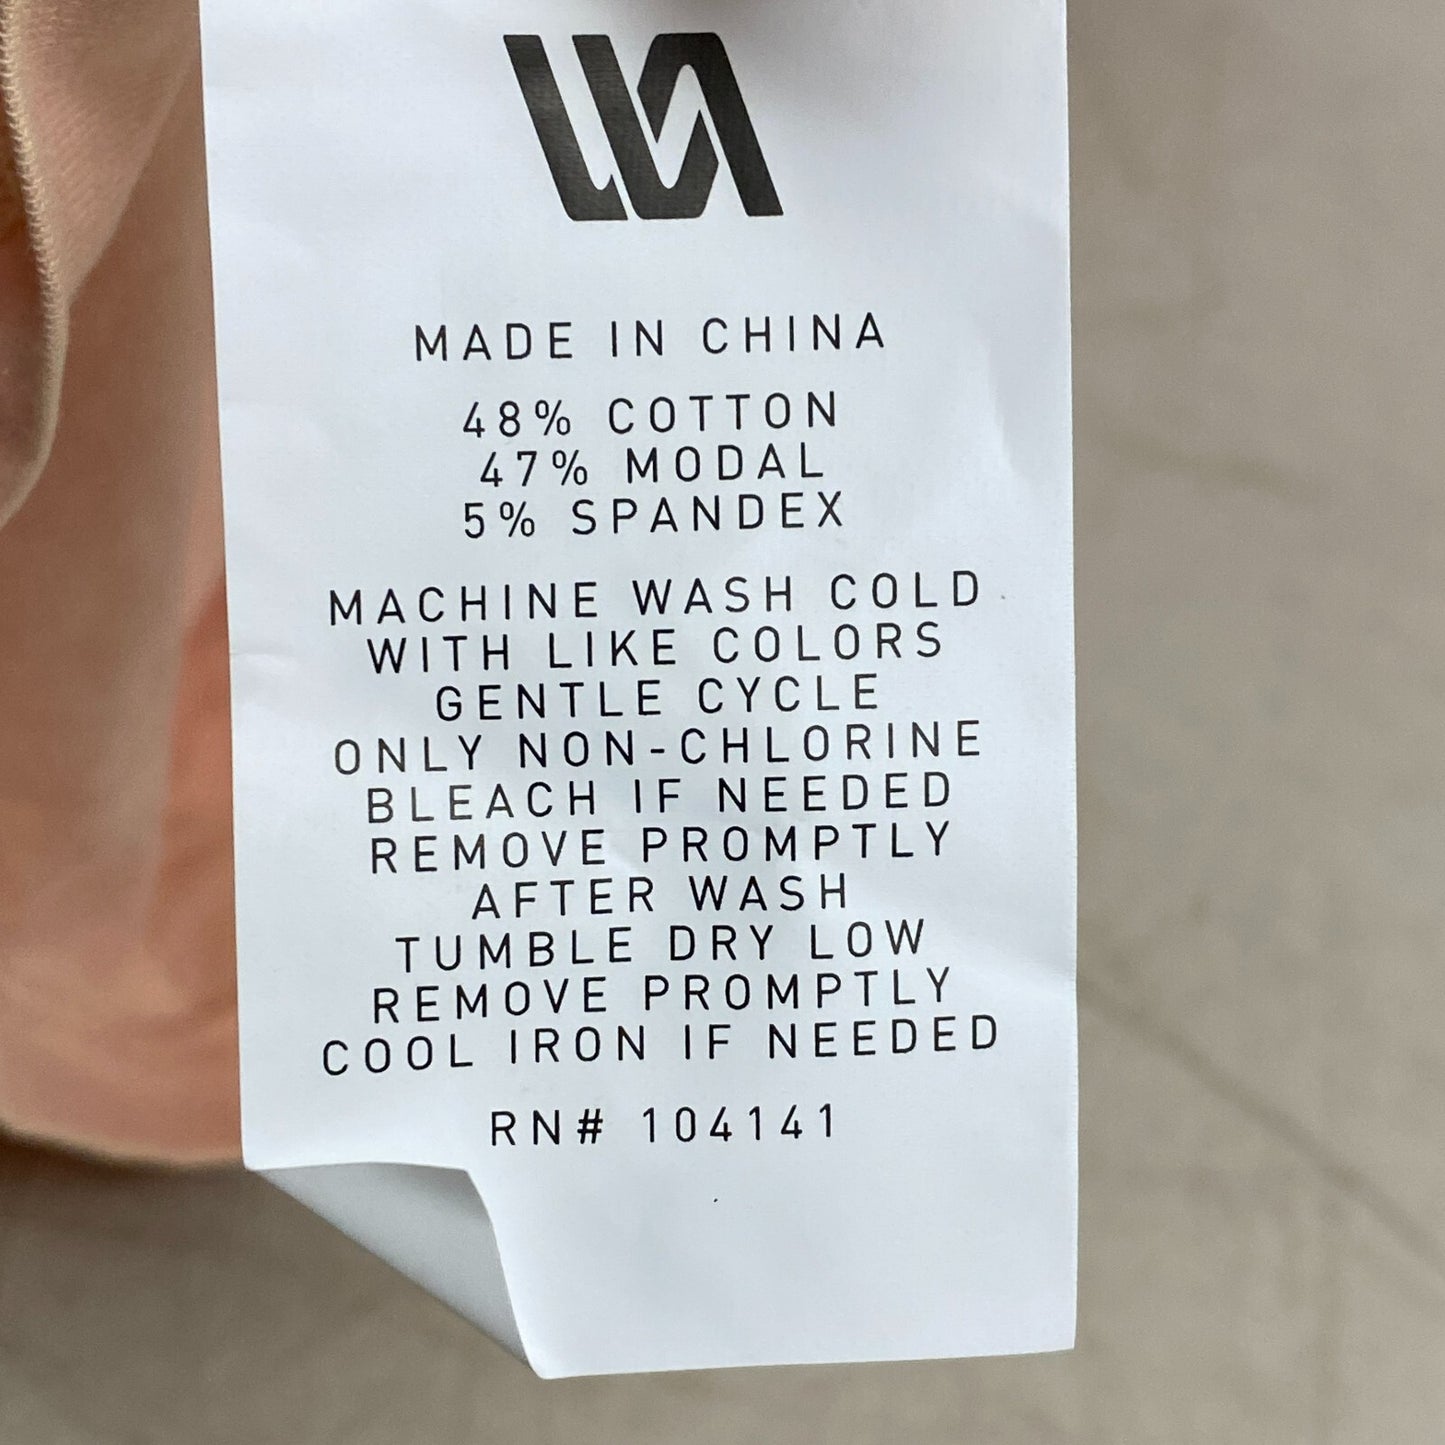 MADE IN CHINA
48% COTTON
47% MODAL
5% SPANDEX
MACHINE WASH COLD
WITH LIKE COLORS
GENTLE CYCLE
ONLY NON-CHLORINE
BLEACH IF NEEDED
REMOVE PROMPTLY
AFTER WASH
TUMBLE DRY LOW
REMOVE PROMPTLY
COOL IRON IF NEEDED
RN# 104141